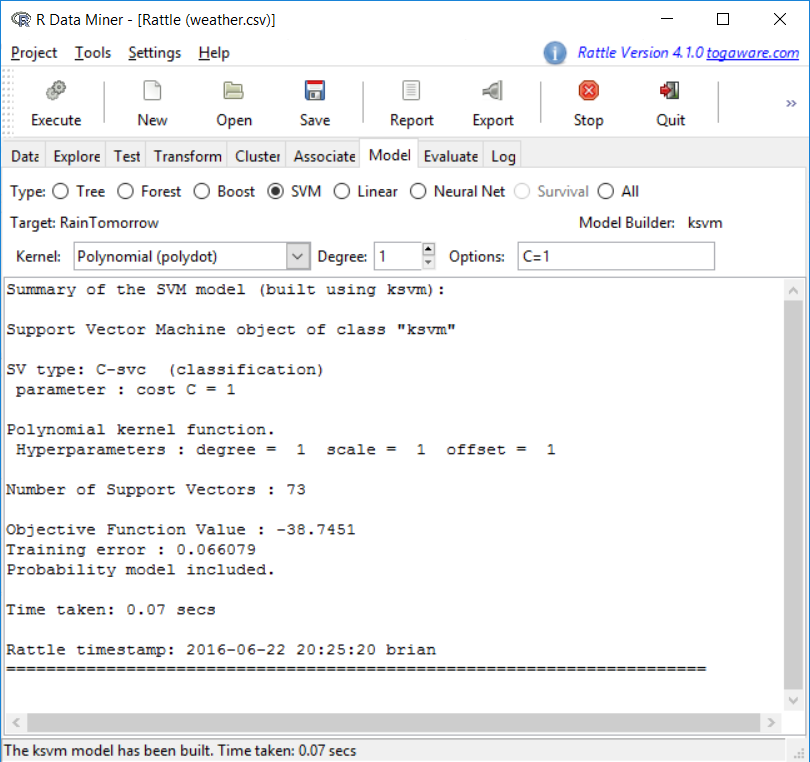 R Data Miner - [Rattle (weather.csv)]
Project Tools Settings Help
Rattle Version 4.1.0 togaware.com
Execute New Open Save Report Export Stop Quit »
Data Explore Test Transform Cluster Associate Model Evaluate Log
Type: Tree Forest Boost SVM Linear Neural Net Survival All
Target: RainTomorrow Model Builder: ksvm
Kernel: Polynomial (polydot) Degree: 1 Options: C=1
Summary of the SVM model (built using ksvm):
Support Vector Machine object of class "ksvm"
SV type: C-svc (classification)
parameter : cost C = 1
Polynomial kernel function.
Hyperparameters : degree = 1 scale = 1 offset = 1
Number of Support Vectors : 73
Objective Function Value : -38.7451
Training error : 0.066079
Probability model included.
Time taken: 0.07 secs
Rattle timestamp: 2016-06-22 20:25:20 brian
======================================================================
The ksvm model has been built. Time taken: 0.07 secs